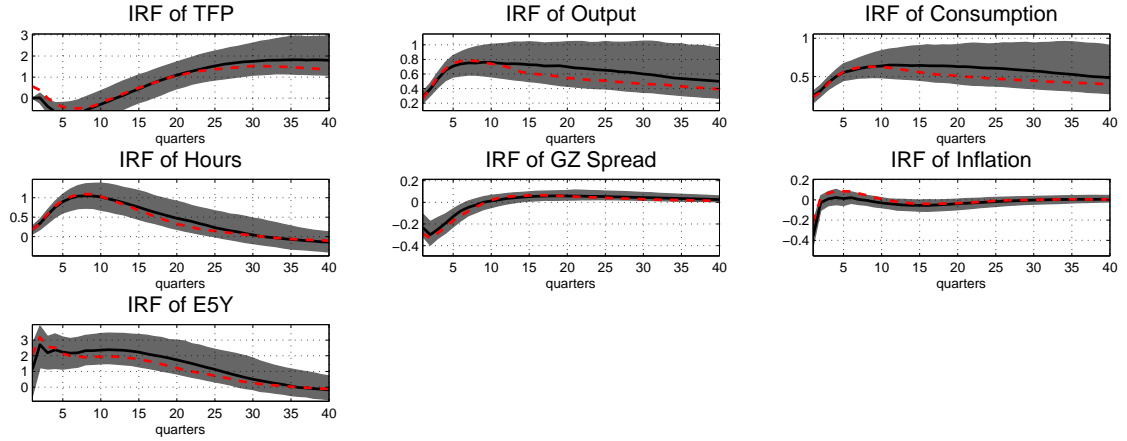 IRF of TFP
3
2
1
0
5 10 15 20 25 30 35 40
quarters
IRF of Output
1
0.8
0.6
0.4
0.2
5 10 15 20 25 30 35 40
quarters
IRF of Consumption
1
0.5
5 10 15 20 25 30 35 40
quarters
IRF of Hours
1
0.5
0
5 10 15 20 25 30 35 40
quarters
IRF of GZ Spread
0.2
0
−0.2
−0.4
5 10 15 20 25 30 35 40
quarters
IRF of Inflation
0.2
0
−0.2
−0.4
5 10 15 20 25 30 35 40
quarters
IRF of E5Y
3
2
1
0
5 10 15 20 25 30 35 40
quarters